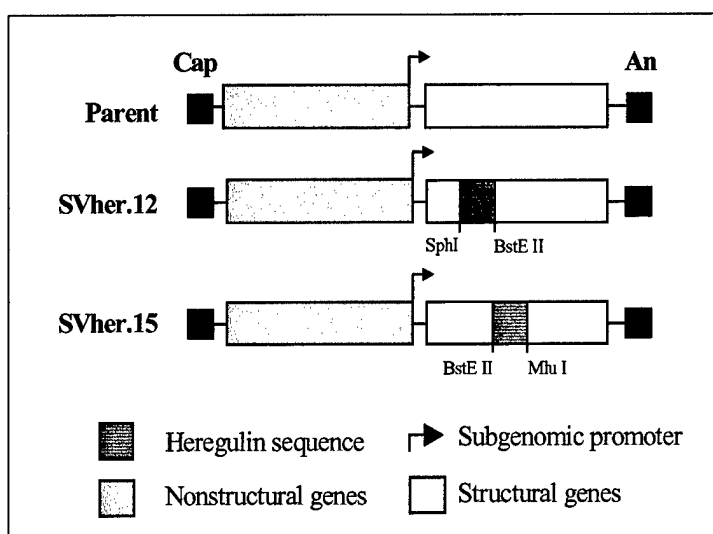 Cap
An
Parent
SVher.12
SphI
BstE II
SVher.15
BstE II
Mlu I
Heregulin sequence
Subgenomic promoter
Nonstructural genes
Structural genes